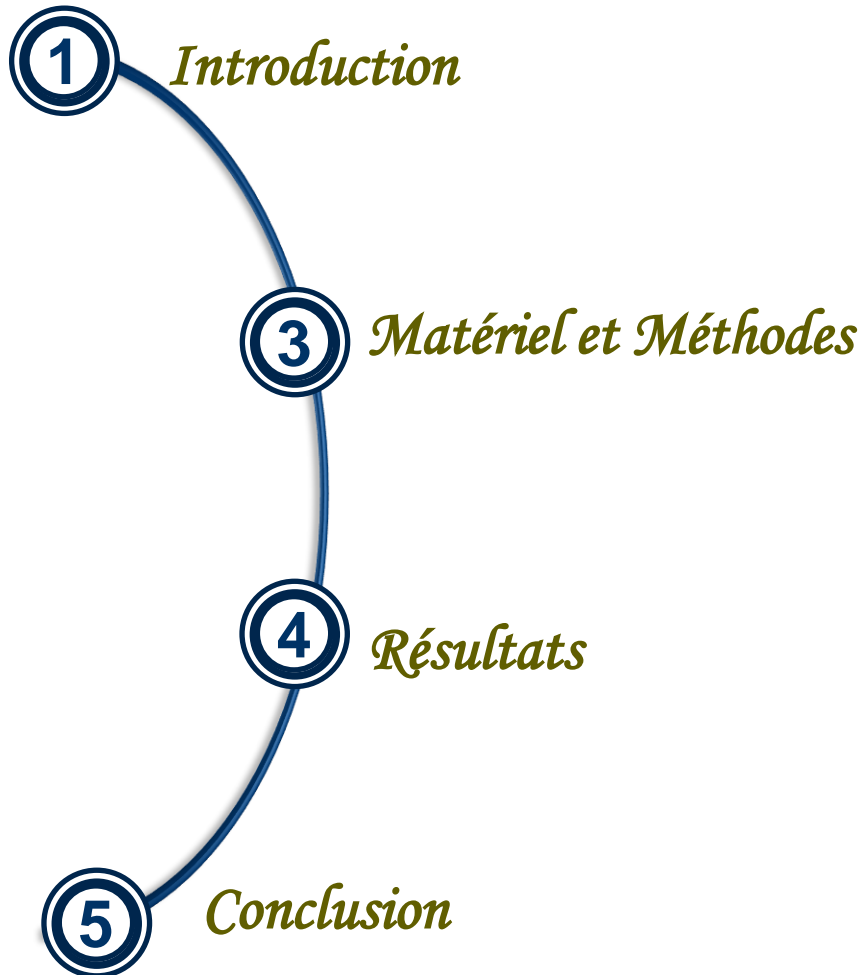 1 Introduction
3 Matériel et Méthodes
4 Résultats
5 Conclusion